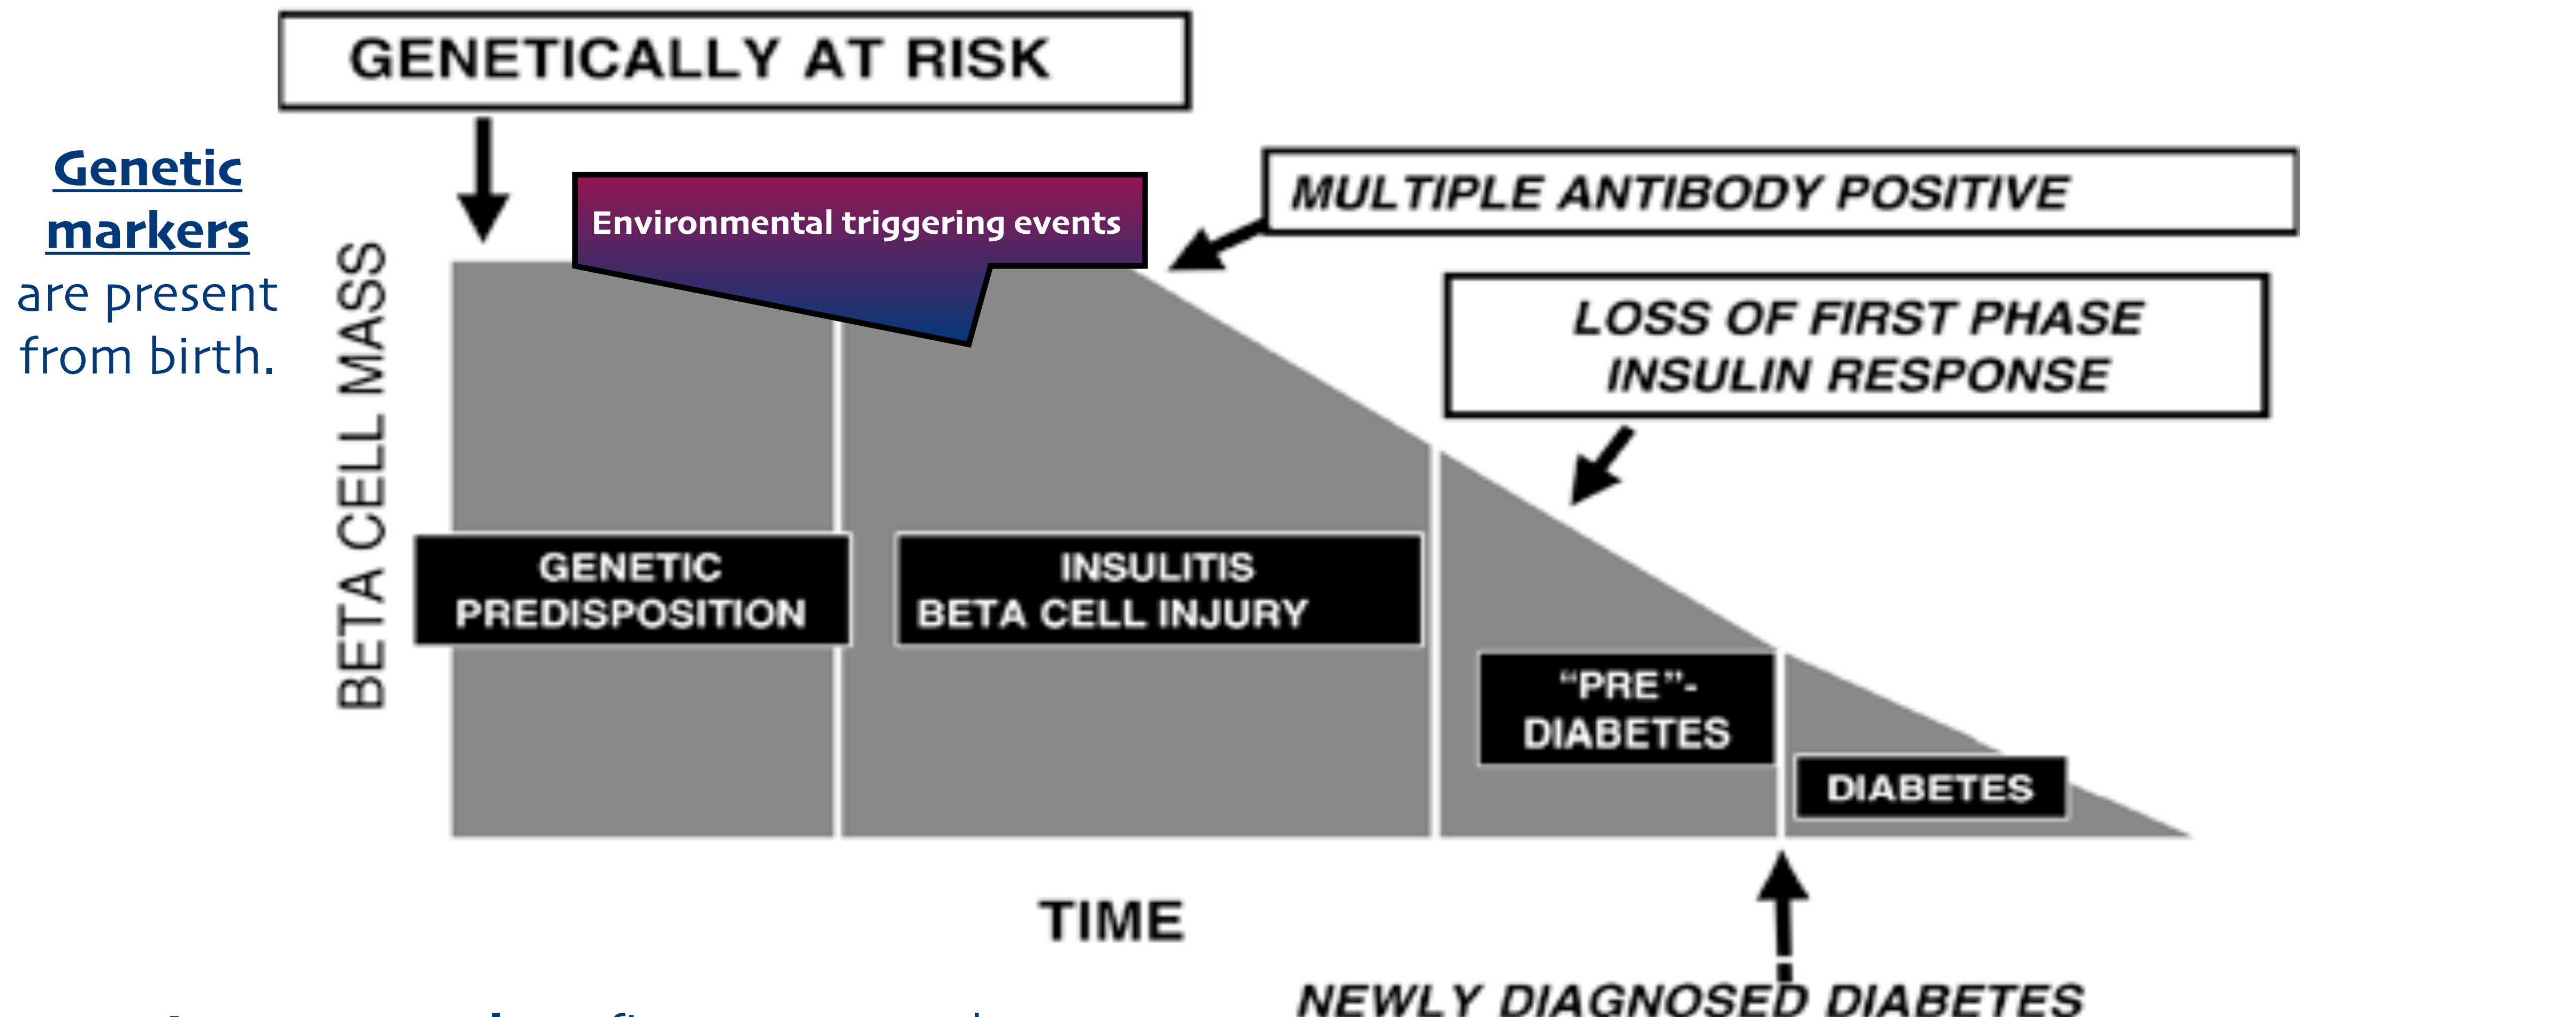 GENETICALLY AT RISK
Genetic
markers
are present
from birth.
Environmental triggering events
MULTIPLE ANTIBODY POSITIVE
LOSS OF FIRST PHASE
INSULIN RESPONSE
BETA CELL MASS
GENETIC
PREDISPOSITION
INSULITIS
BETA CELL INJURY
“PRE”-
DIABETES
DIABETES
TIME
NEWLY DIAGNOSED DIABETES